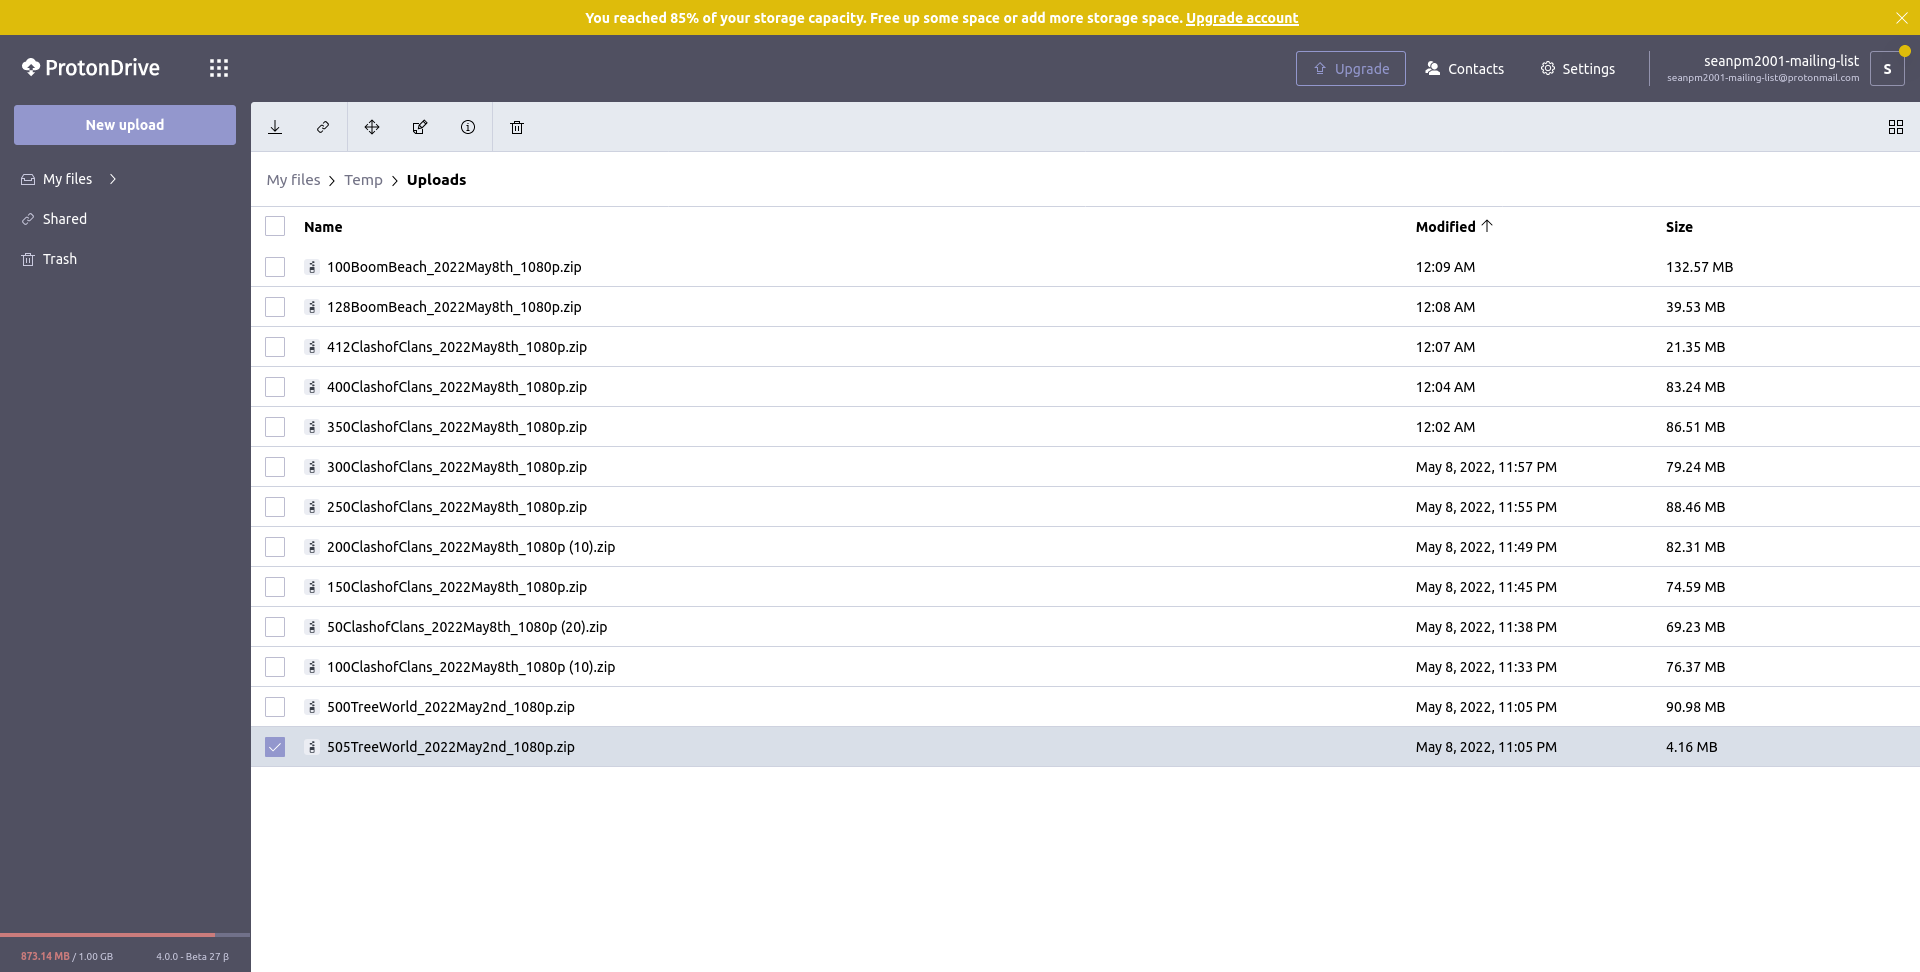 You reached 85% of your storage capacity. Free up some space or add more storage space. Upgrade account
ProtonDrive
Upgrade
Contacts
Settings
seanpm2001-mailing-list
seanpm2001-mailing-list@protonmail.com
S
New upload
My files
Shared
Trash
My files > Temp > Uploads
Name Modified Size
100BoomBeach_2022May8th_1080p.zip 12:09 AM 132.57 MB
128BoomBeach_2022May8th_1080p.zip 12:08 AM 39.53 MB
412ClashofClans_2022May8th_1080p.zip 12:07 AM 21.35 MB
400ClashofClans_2022May8th_1080p.zip 12:04 AM 83.24 MB
350ClashofClans_2022May8th_1080p.zip 12:02 AM 86.51 MB
300ClashofClans_2022May8th_1080p.zip May 8, 2022, 11:57 PM 79.24 MB
250ClashofClans_2022May8th_1080p.zip May 8, 2022, 11:55 PM 88.46 MB
200ClashofClans_2022May8th_1080p (10).zip May 8, 2022, 11:49 PM 82.31 MB
150ClashofClans_2022May8th_1080p.zip May 8, 2022, 11:45 PM 74.59 MB
50ClashofClans_2022May8th_1080p (20).zip May 8, 2022, 11:38 PM 69.23 MB
100ClashofClans_2022May8th_1080p (10).zip May 8, 2022, 11:33 PM 76.37 MB
500TreeWorld_2022May2nd_1080p.zip May 8, 2022, 11:05 PM 90.98 MB
505TreeWorld_2022May2nd_1080p.zip May 8, 2022, 11:05 PM 4.16 MB
873.14 MB / 1.00 GB 4.0.0 - Beta 27 β